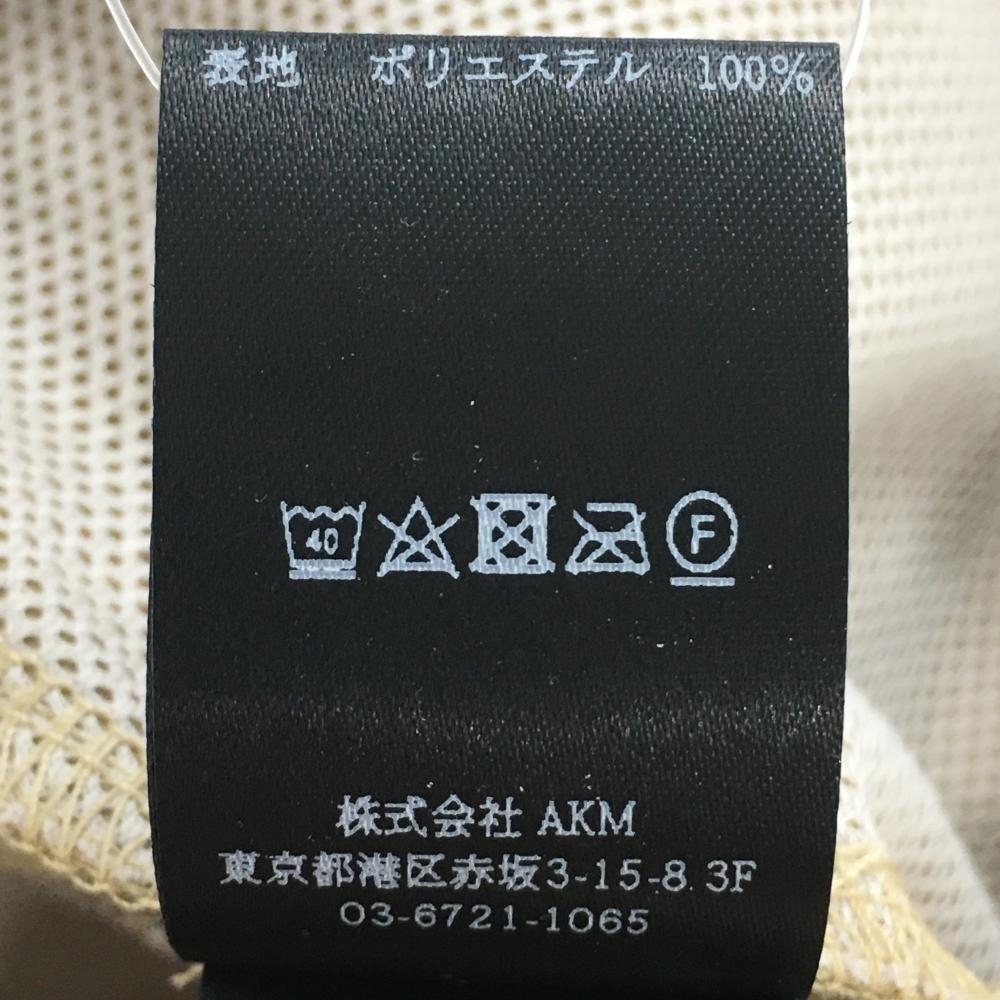 表地 ポリエステル 100%
40 F
株式会社 AKM
東京都港区赤坂3-15-8 3F
03-6721-1065